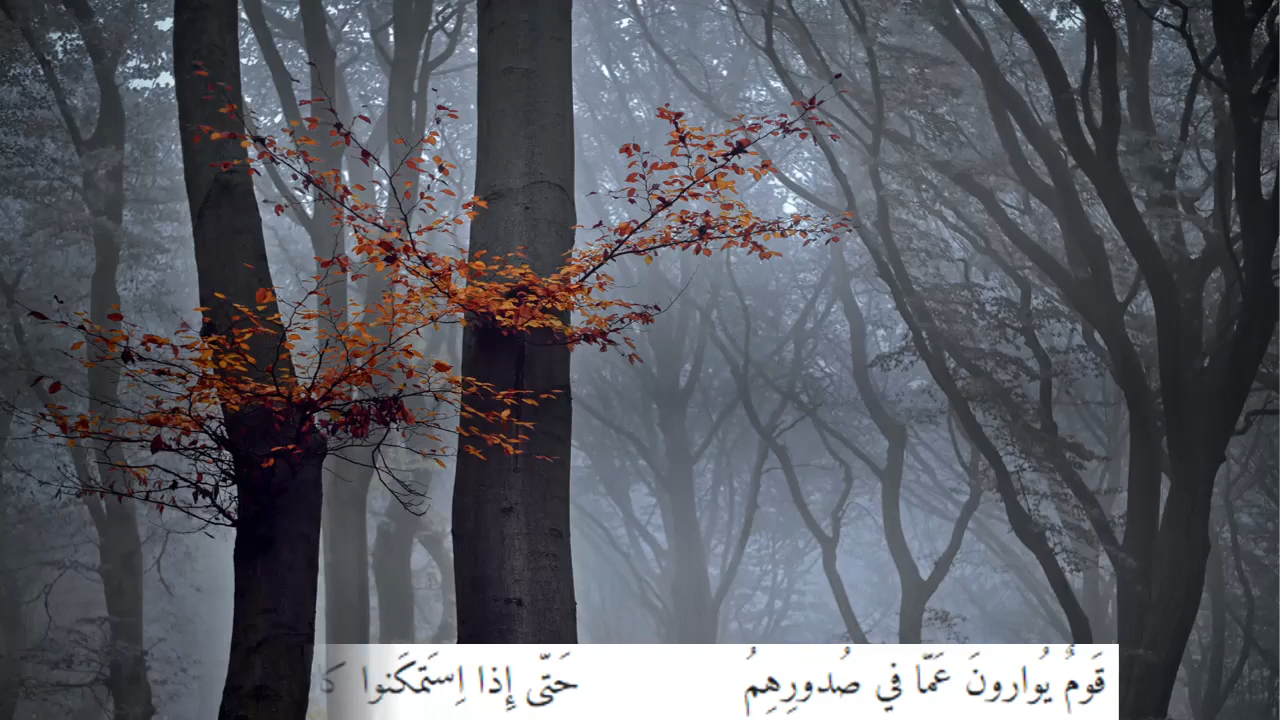 قَومٌ يُوارونَ عَمّا في صُدورِهِمُ حَتّى إِذا اِستَمكَنوا